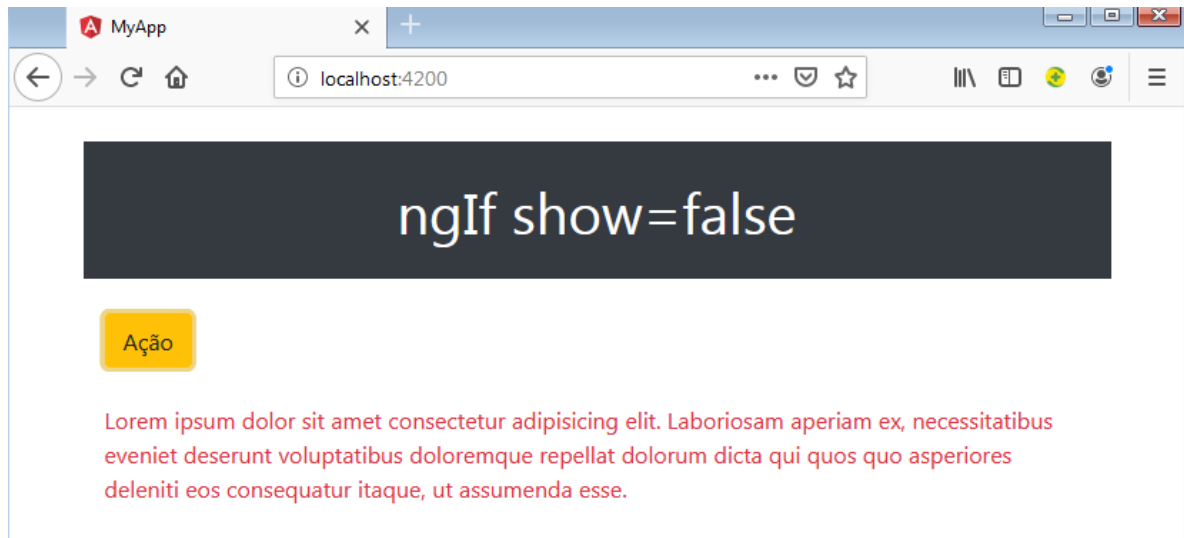 MyApp
localhost:4200
ngIf show=false
Ação
Lorem ipsum dolor sit amet consectetur adipisicing elit. Laboriosam aperiam ex, necessitatibus
eveniet deserunt voluptatibus doloremque repellat dolorum dicta qui quos quo asperiores
deleniti eos consequatur itaque, ut assumenda esse.